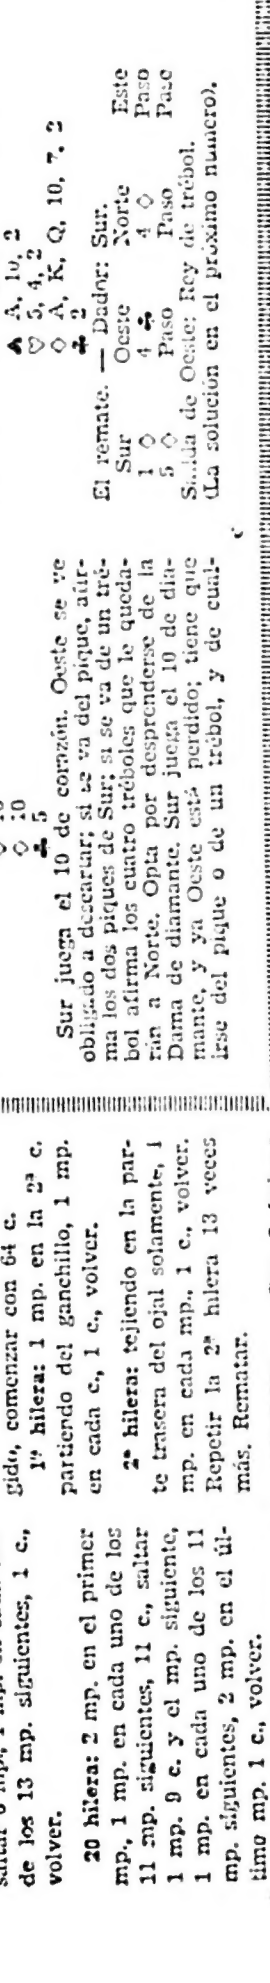 de los 13 mp. siguientes, 1 c.,
volver.
20 hilera: 2 mp. en el primer
mp., 1 mp. en cada uno de los
11 mp. siguientes, 11 c., saltar
1 mp. 9 c. y el mp. siguiente,
1 mp. en cada uno de los 11
mp. siguientes, 2 mp. en el úl-
timo mp. 1 c., volver.
gido, comenzar con 64 c.
1ª hilera: 1 mp. en la 2ª c.
partiendo del ganchillo, 1 mp.
en cada c., 1 c., volver.
2ª hilera: tejiendo en la par-
te trasera del ojal solamente, 1
mp. en cada mp., 1 c., volver.
Repetir la 2ª hilera 13 veces
más. Rematar.
◇ 10
♣ 5
Sur juega el 10 de corazón. Oeste se ve
obligado a descartar; si se va del pique, afir-
ma los dos piques de Sur; si se va de un tré-
bol afirma los cuatro tréboles que le queda-
rán a Norte. Opta por desprenderse de la
Dama de diamante. Sur juega el 10 de dia-
mante, y ya Oeste está perdido; tiene que
irse del pique o de un trébol, y de cual-
♠ A, 10, 2
♡ 5, 4, 2
◇ A, K, Q, 10, 7, 2
♣ 2
El remate. — Dador: Sur.
Sur Oeste Norte Este
1 ◇ 4 ♣ 4 ◇ Paso
5 ◇ Paso Paso Paso
Salida de Oeste: Rey de trébol.
(La solución en el próximo número).